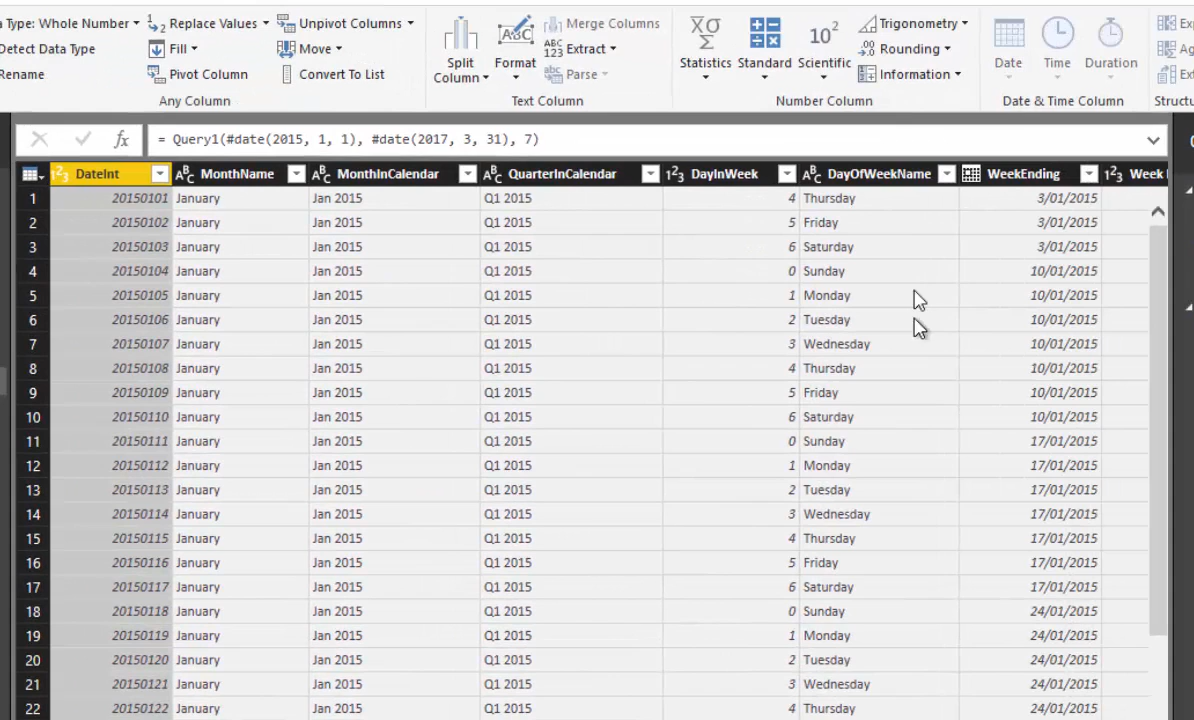 a Type: Whole Number Replace Values Unpivot Columns Merge Columns Trigonometry
Detect Data Type Fill Move Split Column Format ABC 123 Extract Statistics Standard 10² Scientific .00 Rounding Date Time Duration
Rename Pivot Column Convert To List abc Parse Information
Any Column Text Column Number Column Date & Time Column Structu
fx = Query1(#date(2015, 1, 1), #date(2017, 3, 31), 7)
1²3 DateInt ABC MonthName ABC MonthInCalendar ABC QuarterInCalendar 1²3 DayInWeek ABC DayOfWeekName WeekEnding 1²3 Week
1 20150101 January Jan 2015 Q1 2015 4 Thursday 3/01/2015
2 20150102 January Jan 2015 Q1 2015 5 Friday 3/01/2015
3 20150103 January Jan 2015 Q1 2015 6 Saturday 3/01/2015
4 20150104 January Jan 2015 Q1 2015 0 Sunday 10/01/2015
5 20150105 January Jan 2015 Q1 2015 1 Monday 10/01/2015
6 20150106 January Jan 2015 Q1 2015 2 Tuesday 10/01/2015
7 20150107 January Jan 2015 Q1 2015 3 Wednesday 10/01/2015
8 20150108 January Jan 2015 Q1 2015 4 Thursday 10/01/2015
9 20150109 January Jan 2015 Q1 2015 5 Friday 10/01/2015
10 20150110 January Jan 2015 Q1 2015 6 Saturday 10/01/2015
11 20150111 January Jan 2015 Q1 2015 0 Sunday 17/01/2015
12 20150112 January Jan 2015 Q1 2015 1 Monday 17/01/2015
13 20150113 January Jan 2015 Q1 2015 2 Tuesday 17/01/2015
14 20150114 January Jan 2015 Q1 2015 3 Wednesday 17/01/2015
15 20150115 January Jan 2015 Q1 2015 4 Thursday 17/01/2015
16 20150116 January Jan 2015 Q1 2015 5 Friday 17/01/2015
17 20150117 January Jan 2015 Q1 2015 6 Saturday 17/01/2015
18 20150118 January Jan 2015 Q1 2015 0 Sunday 24/01/2015
19 20150119 January Jan 2015 Q1 2015 1 Monday 24/01/2015
20 20150120 January Jan 2015 Q1 2015 2 Tuesday 24/01/2015
21 20150121 January Jan 2015 Q1 2015 3 Wednesday 24/01/2015
22 20150122 January Jan 2015 Q1 2015 4 Thursday 24/01/2015